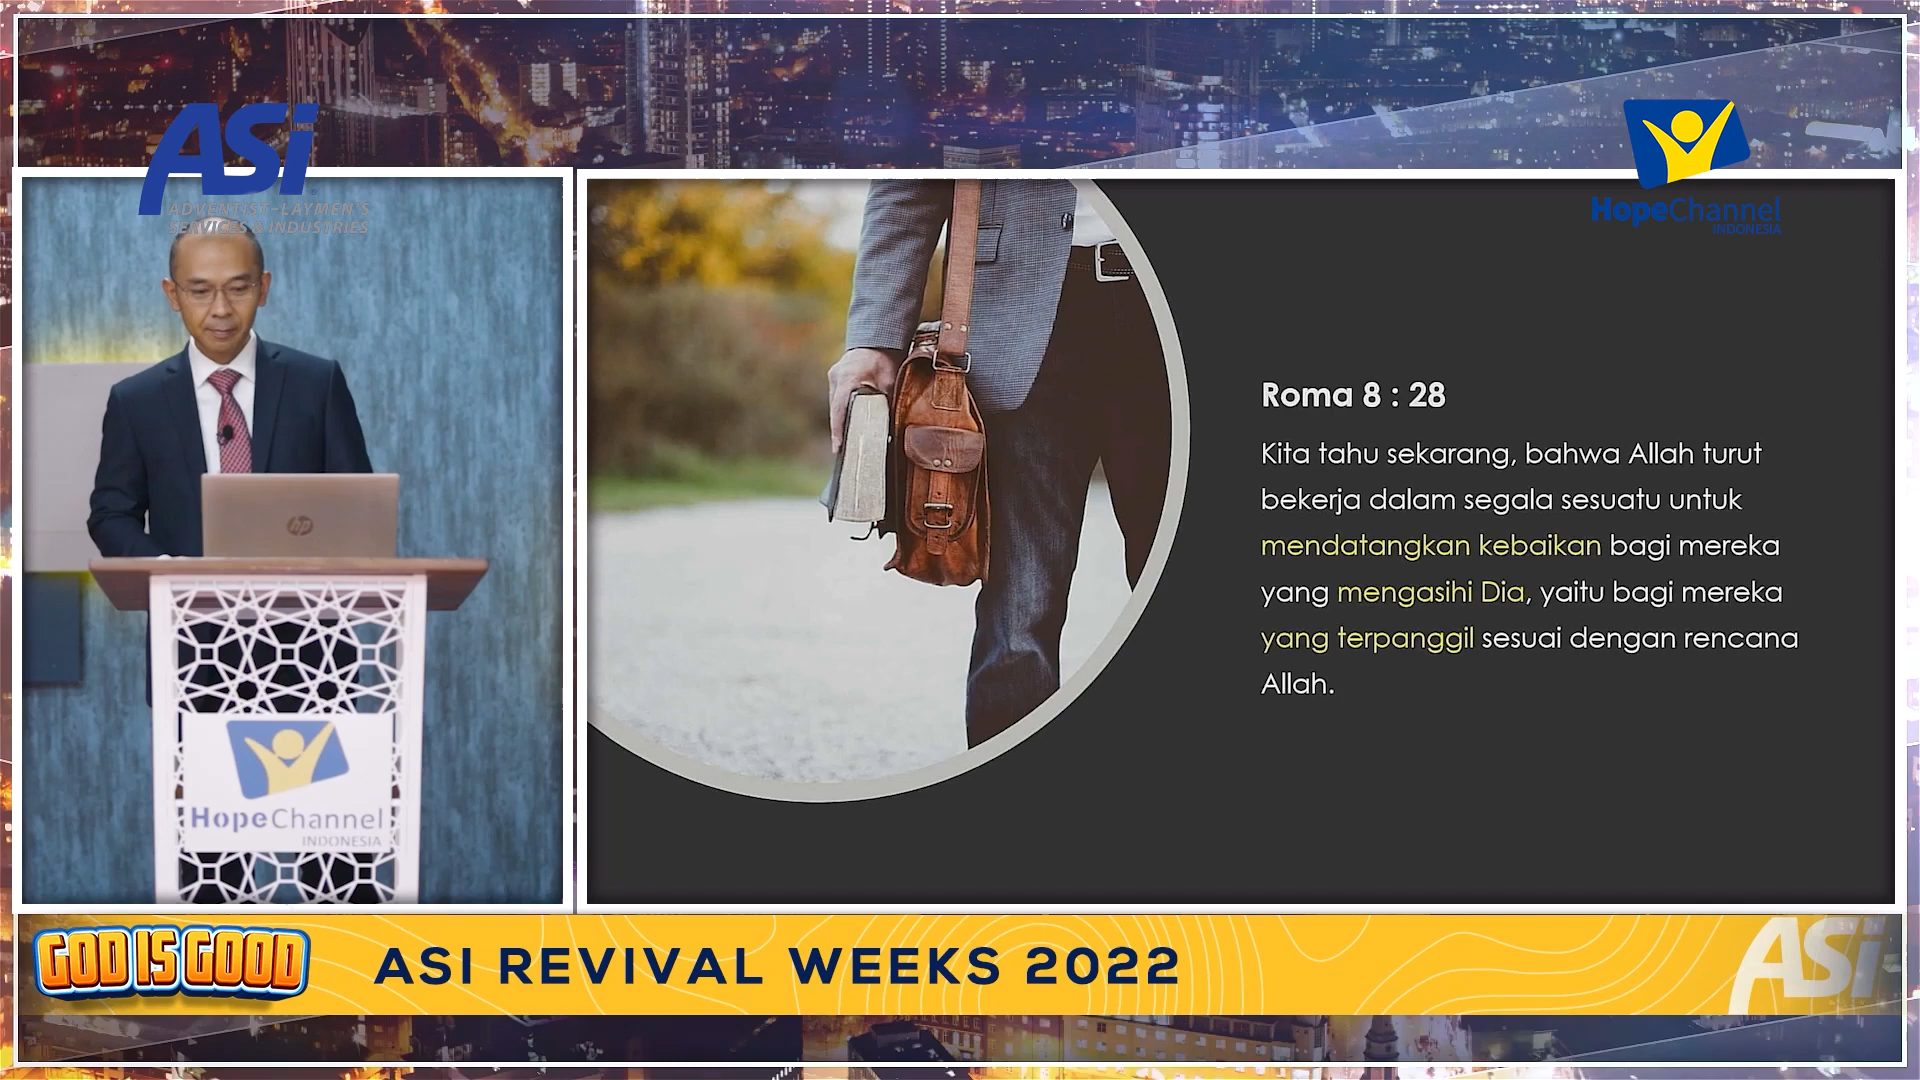 ASi
ADVENTIST-LAYMEN'S
SERVICES & INDUSTRIES
HopeChannel
INDONESIA
Roma 8 : 28
Kita tahu sekarang, bahwa Allah turut
bekerja dalam segala sesuatu untuk
mendatangkan kebaikan bagi mereka
yang mengasihi Dia, yaitu bagi mereka
yang terpanggil sesuai dengan rencana
Allah.
hp
HopeChannel
INDONESIA
GOD IS GOOD
ASI REVIVAL WEEKS 2022
ASi